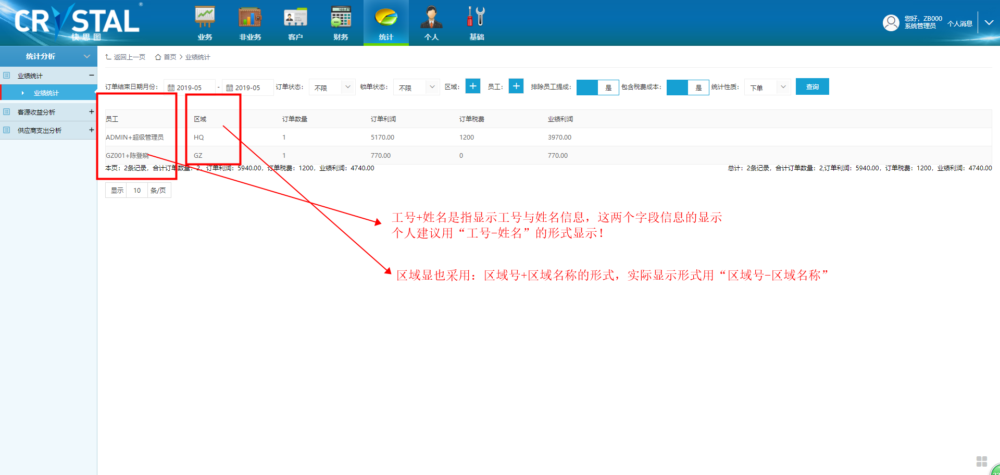 CRYSTAL®
快思图
业务
非业务
客户
财务
统计
个人
基础
您好，ZB000
系统管理员
个人消息
统计分析
业绩统计
业绩统计
客源收益分析
供应商支出分析
返回上一页 首页 > 业绩统计
订单结束日期月份： 2019-05 - 2019-05 订单状态： 不限 锁单状态： 不限 区域： + 员工： + 排除员工提成： 是 包含税费成本： 是 统计性质： 下单 查询
员工 区域 订单数量 订单利润 订单税费 业绩利润
ADMIN+超级管理员 HQ 1 5170.00 1200 3970.00
GZ001+陈登晓 GZ 1 770.00 0 770.00
本页：2条记录，合计订单数量：2，订单利润：5940.00，订单税费：1200，业绩利润：4740.00
总计：2条记录，合计订单数量：2,订单利润：5940.00，订单税费：1200，业绩利润：4740.00
显示 10 条/页
工号+姓名是指显示工号与姓名信息，这两个字段信息的显示
个人建议用“工号-姓名”的形式显示！
区域显也采用：区域号+区域名称的形式，实际显示形式用“区域号-区域名称”